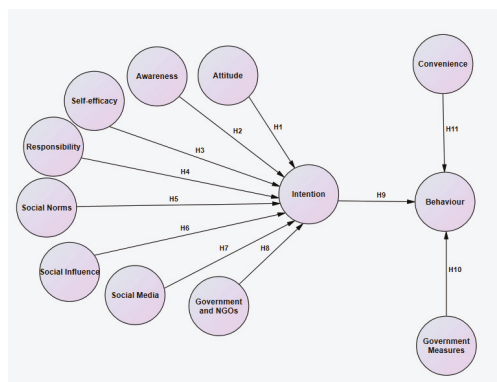 Convenience
Attitude
Awareness
Self-efficacy
H1
H11
H2
Responsibility
H3
H4
Intention
H9
Behaviour
Social Norms
H5
H6
H7
H8
Social Influence
H10
Social Media
Government
and NGOs
Government
Measures